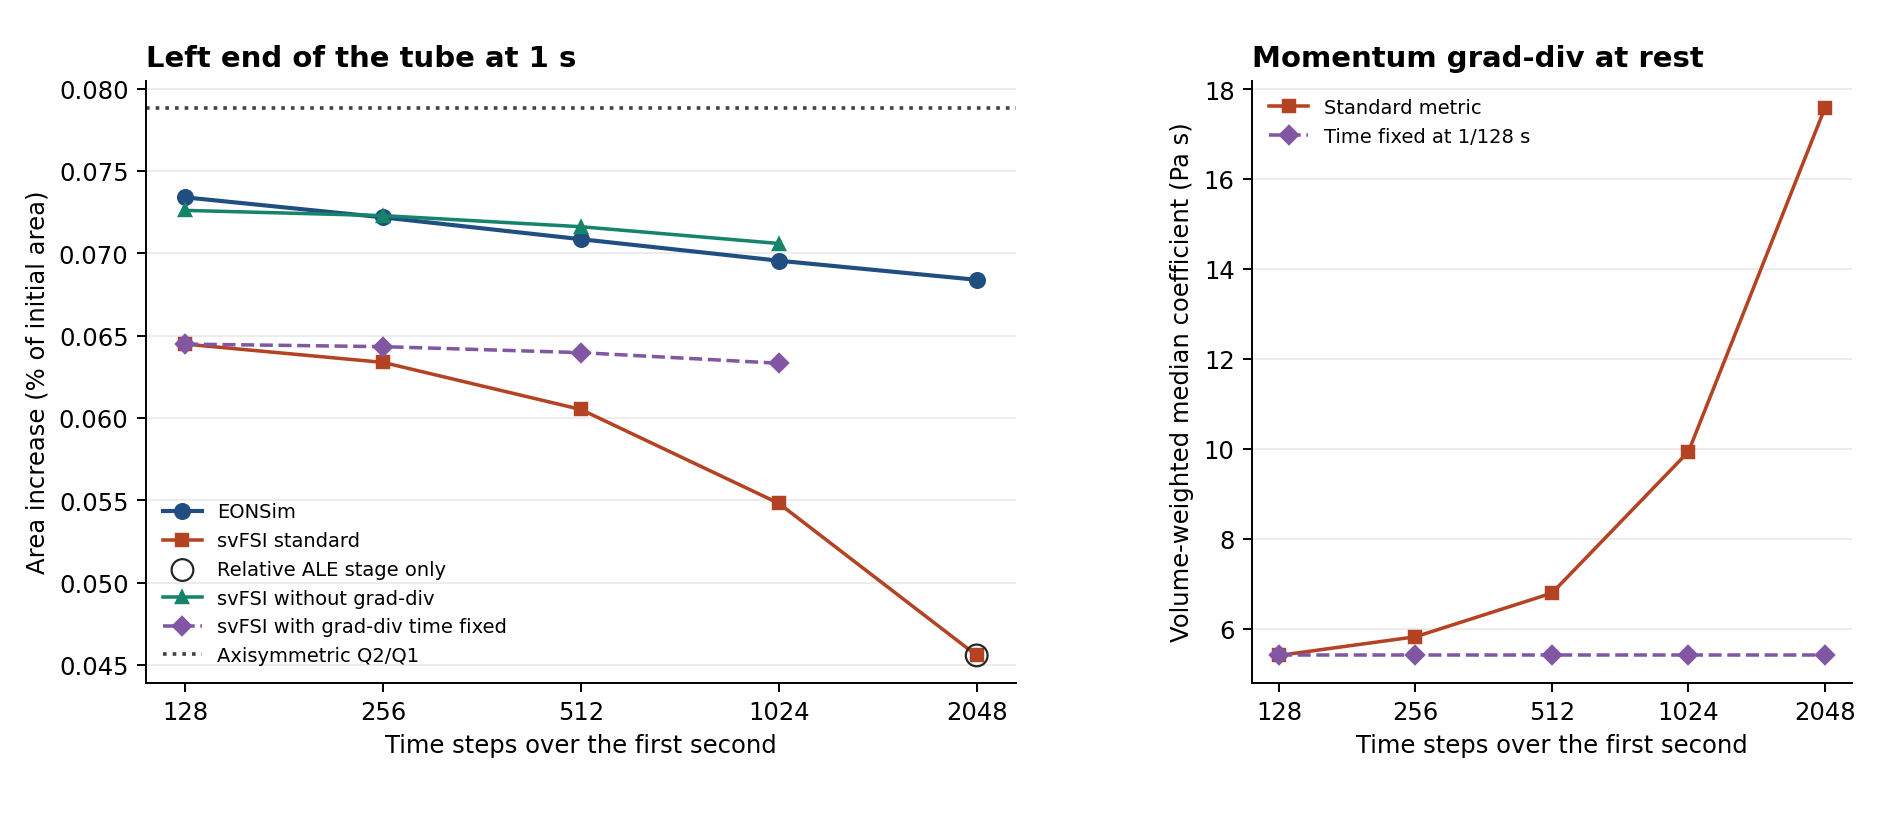 Left end of the tube at 1 s
Area increase (% of initial area)
0.080
0.075
0.070
0.065
0.060
0.055
0.050
0.045
EONSim
svFSI standard
Relative ALE stage only
svFSI without grad-div
svFSI with grad-div time fixed
Axisymmetric Q2/Q1
128 256 512 1024 2048
Time steps over the first second
Momentum grad-div at rest
Volume-weighted median coefficient (Pa s)
18
16
14
12
10
8
6
Standard metric
Time fixed at 1/128 s
128 256 512 1024 2048
Time steps over the first second